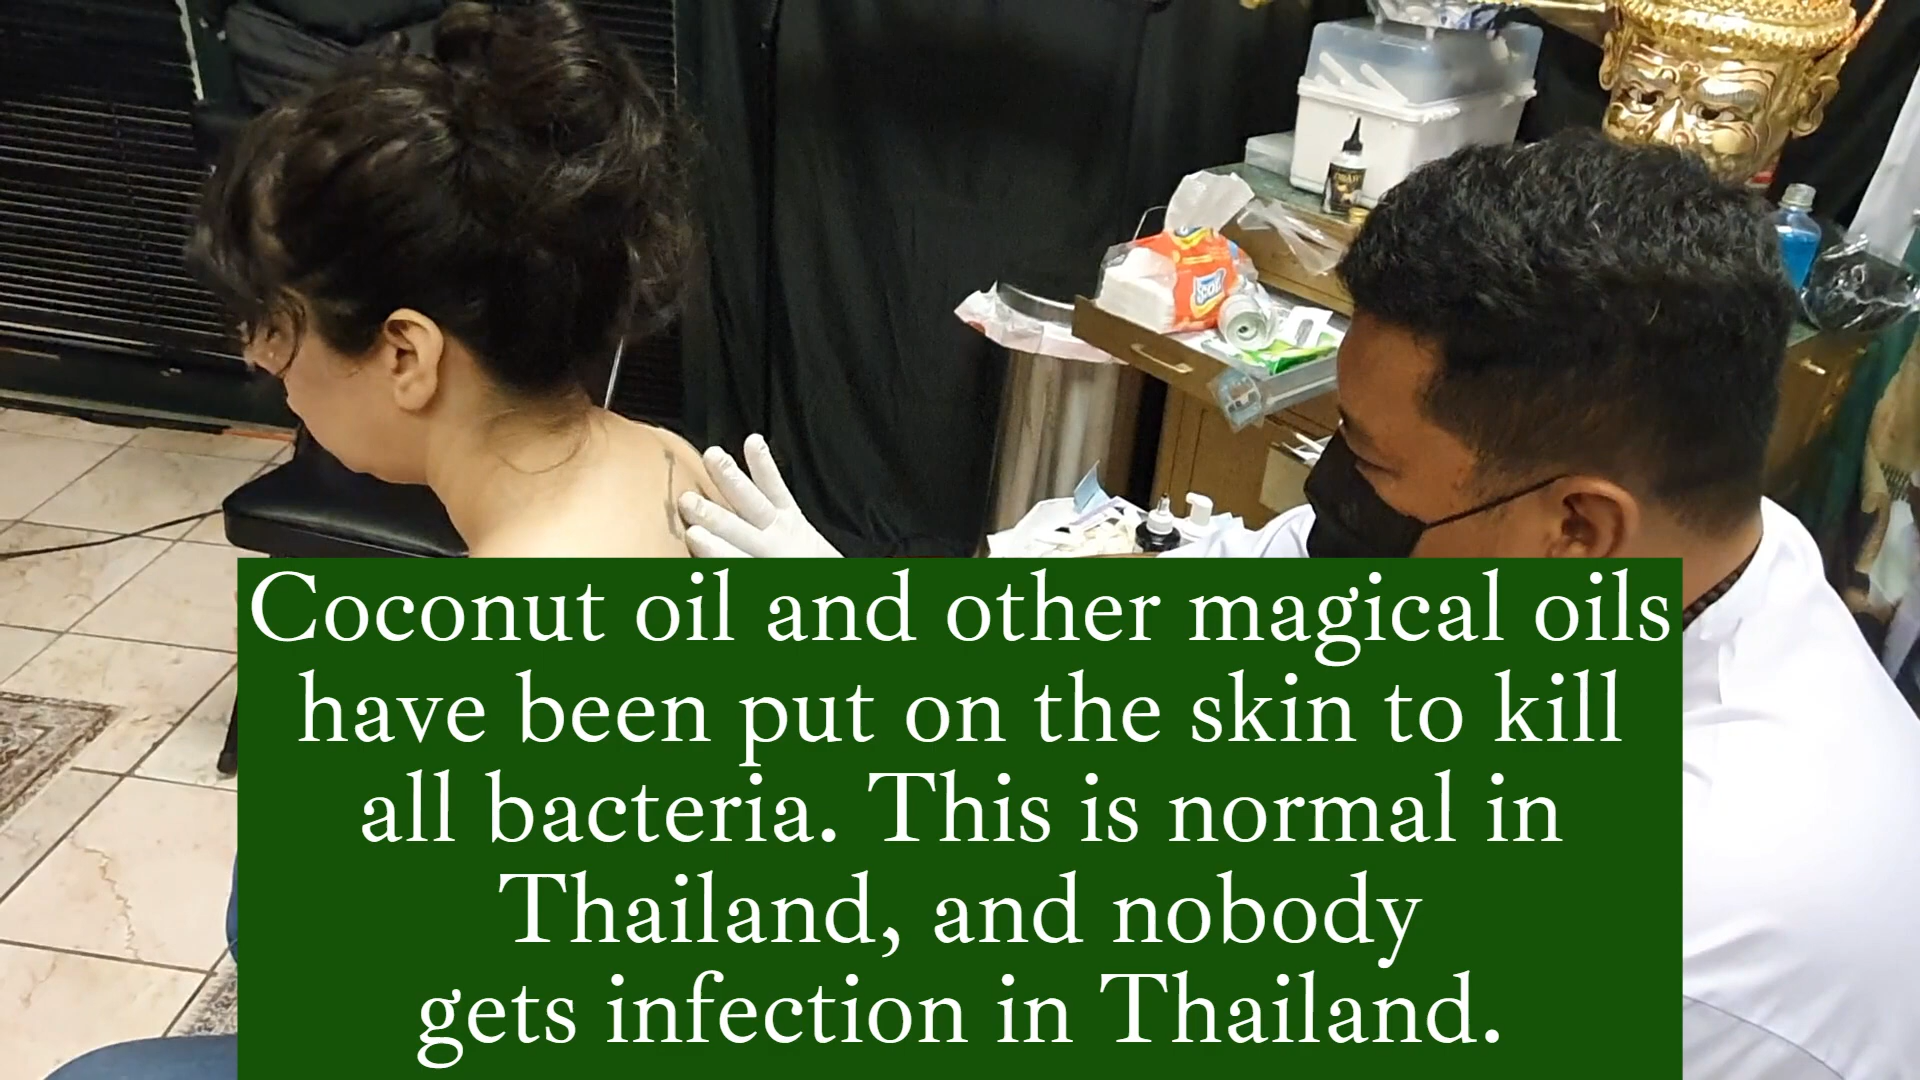 Scott
Coconut oil and other magical oils
have been put on the skin to kill
all bacteria. This is normal in
Thailand, and nobody
gets infection in Thailand.